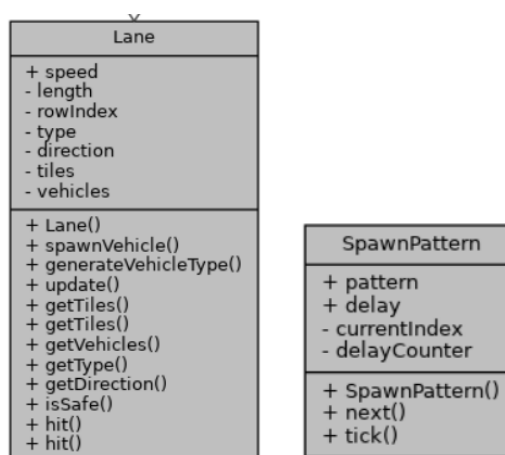 Lane
+ speed
- length
- rowIndex
- type
- direction
- tiles
- vehicles
+ Lane()
+ spawnVehicle()
+ generateVehicleType()
+ update()
+ getTiles()
+ getTiles()
+ getVehicles()
+ getType()
+ getDirection()
+ isSafe()
+ hit()
+ hit()
SpawnPattern
+ pattern
+ delay
- currentIndex
- delayCounter
+ SpawnPattern()
+ next()
+ tick()